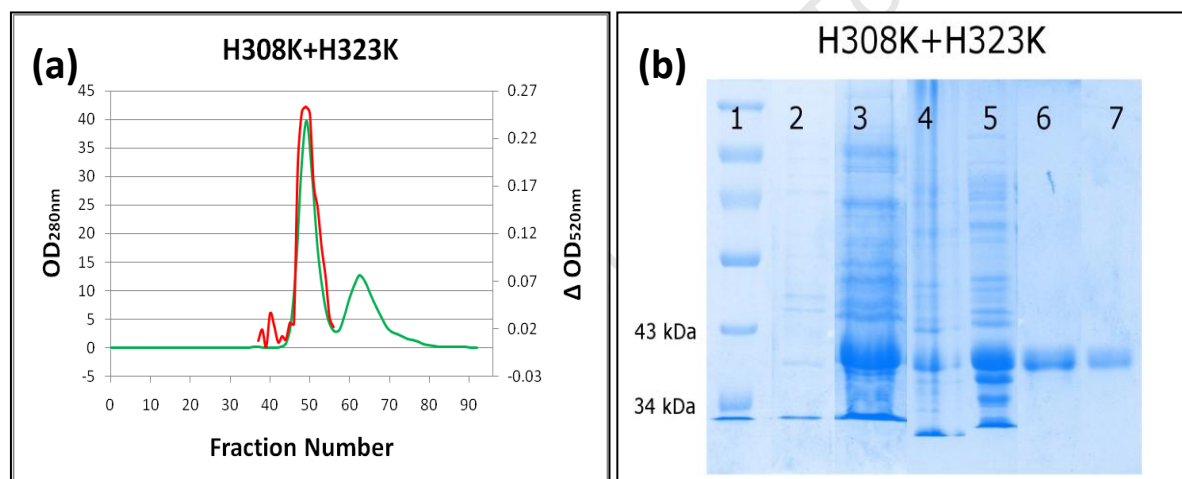 (a)
H308K+H323K
45
40
35
30
25
20
15
10
5
0
-5
OD280nm
0.27
0.22
0.17
0.12
0.07
0.02
-0.03
Δ OD520nm
0 10 20 30 40 50 60 70 80 90
Fraction Number
(b)
H308K+H323K
1 2 3 4 5 6 7
43 kDa
34 kDa